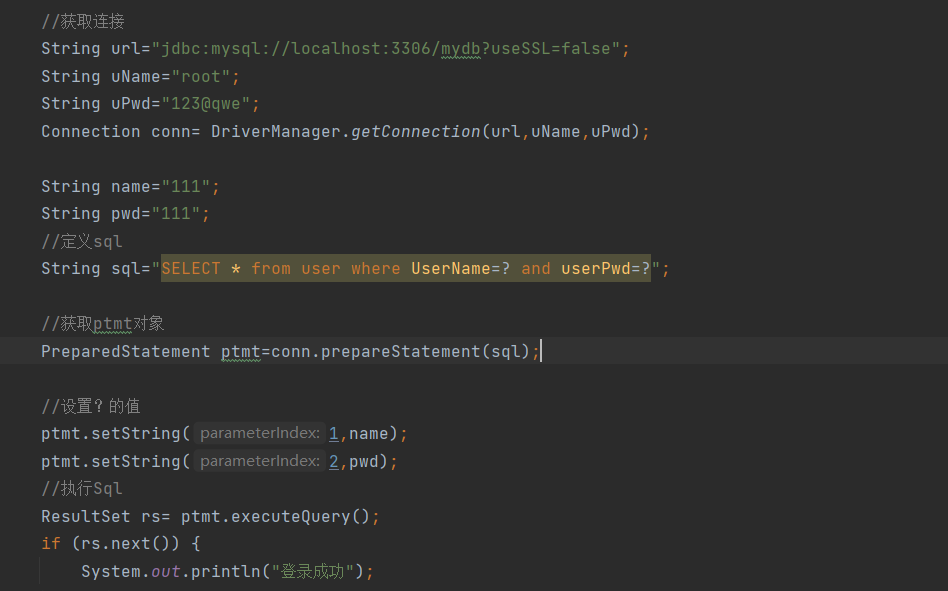 //获取连接
String url="jdbc:mysql://localhost:3306/mydb?useSSL=false";
String uName="root";
String uPwd="123@qwe";
Connection conn= DriverManager.getConnection(url,uName,uPwd);
String name="111";
String pwd="111";
//定义sql
String sql="SELECT * from user where UserName=? and userPwd=?";
//获取ptmt对象
PreparedStatement ptmt=conn.prepareStatement(sql);
//设置？的值
ptmt.setString( parameterIndex: 1,name);
ptmt.setString( parameterIndex: 2,pwd);
//执行Sql
ResultSet rs= ptmt.executeQuery();
if (rs.next()) {
System.out.println("登录成功");